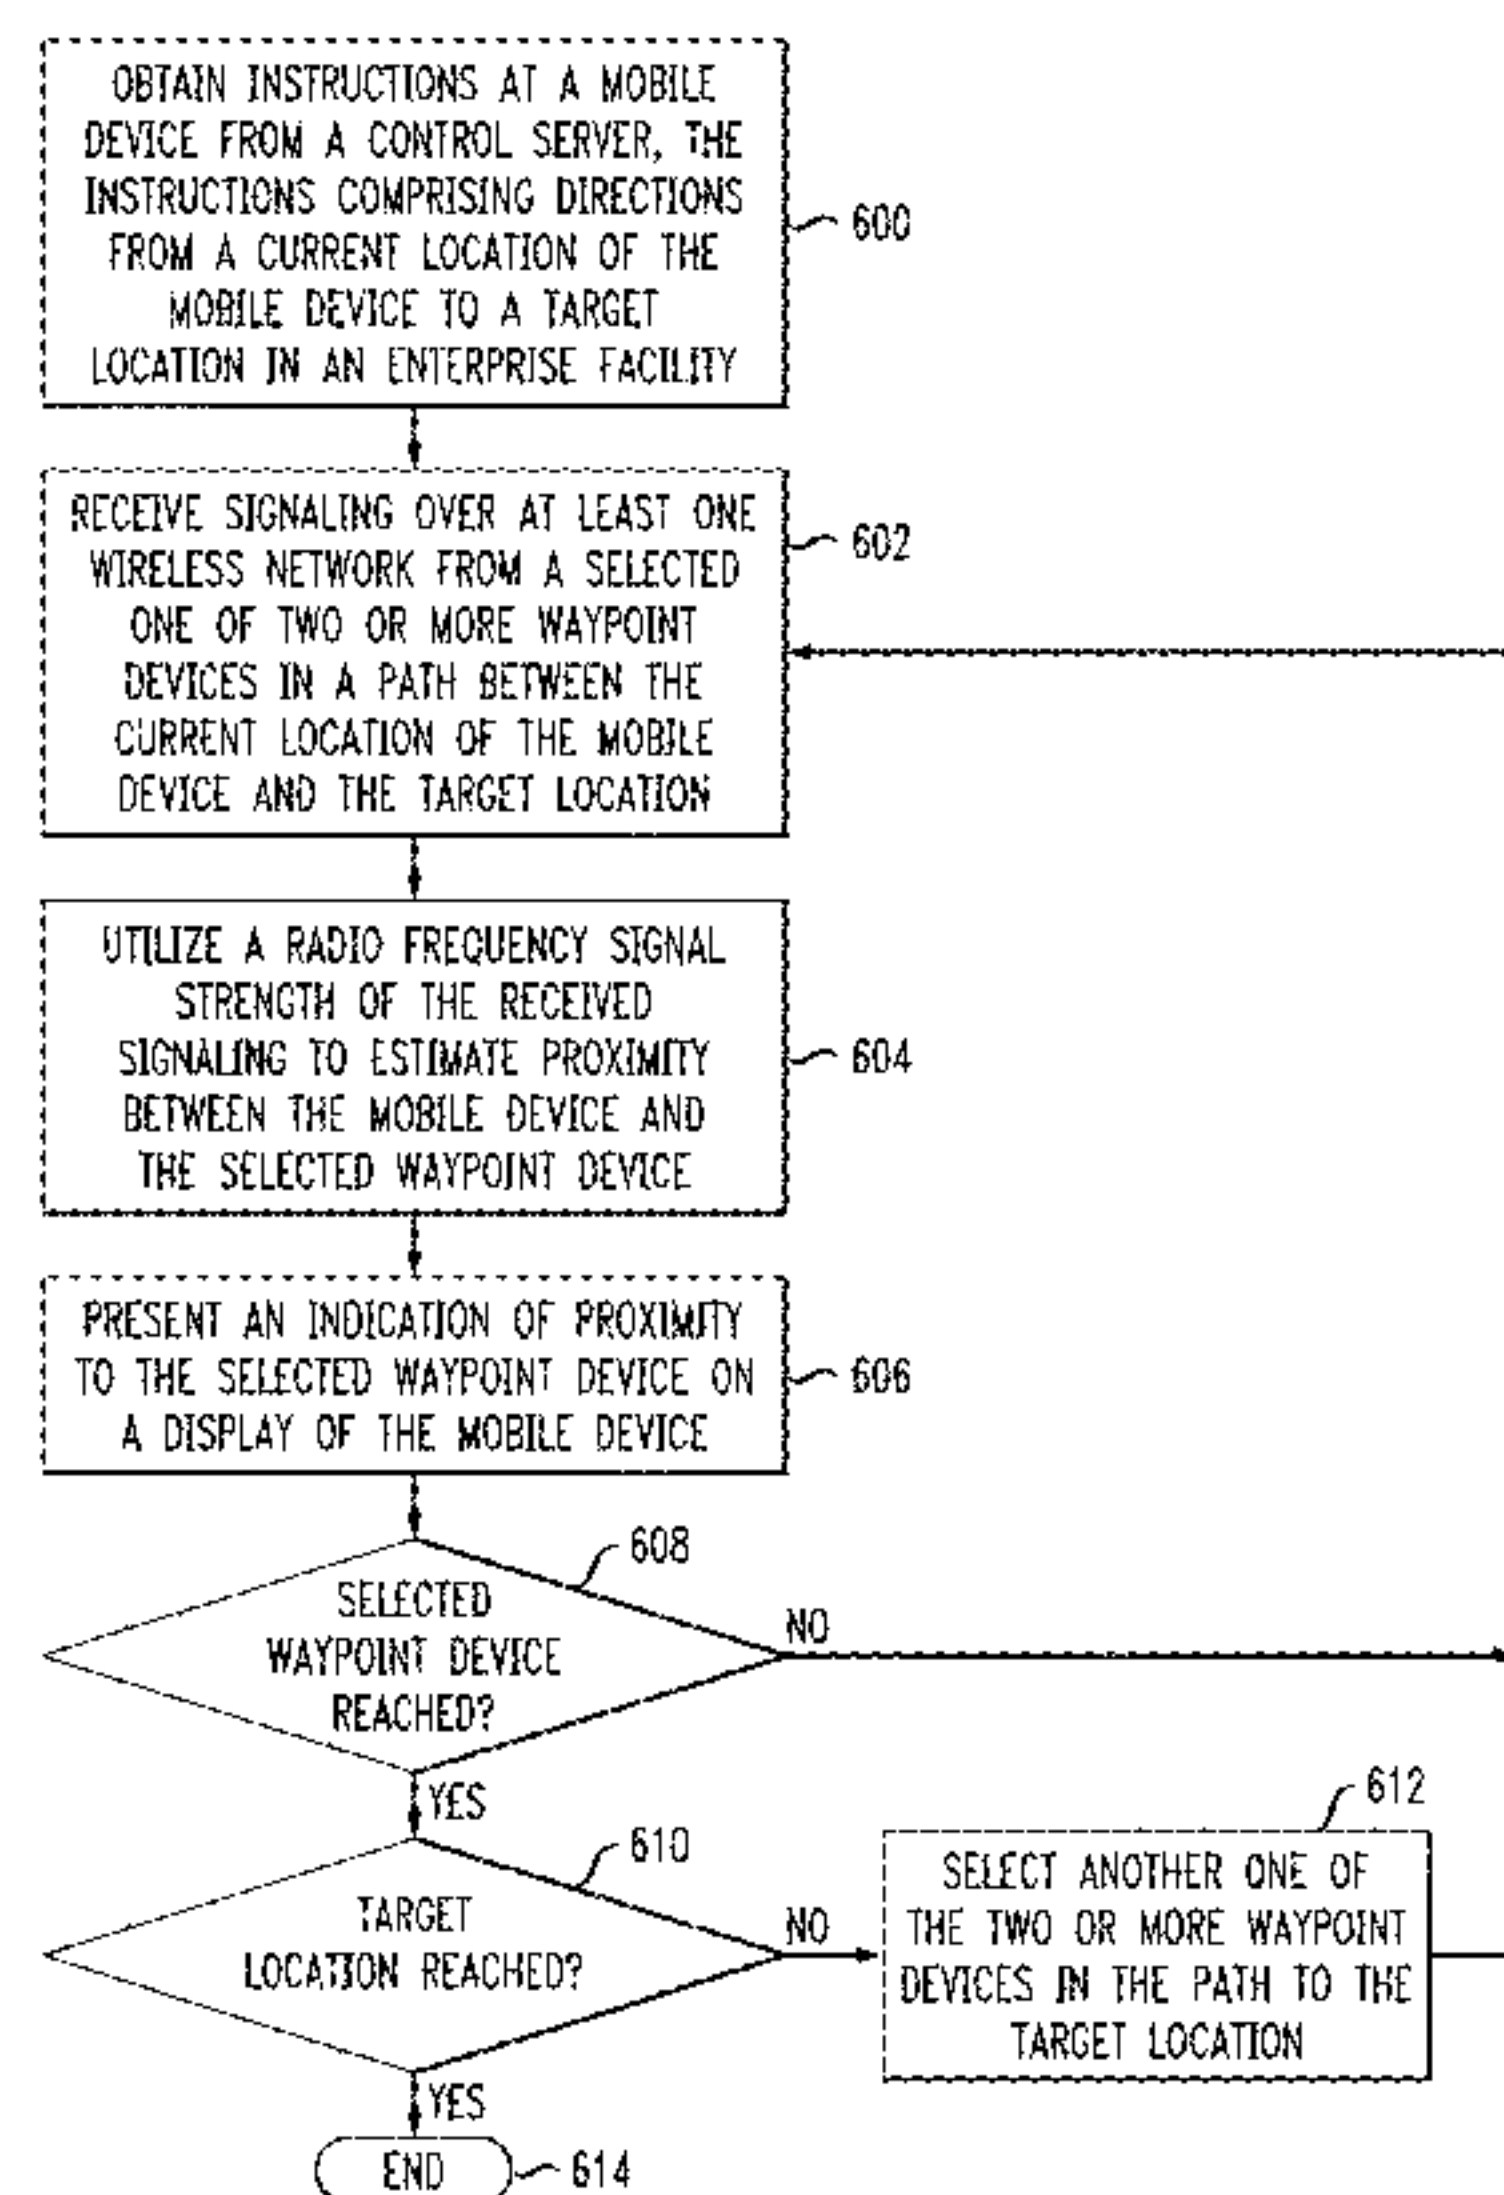 OBTAIN INSTRUCTIONS AT A MOBILE
DEVICE FROM A CONTROL SERVER, THE
INSTRUCTIONS COMPRISING DIRECTIONS
FROM A CURRENT LOCATION OF THE
MOBILE DEVICE TO A TARGET
LOCATION IN AN ENTERPRISE FACILITY
600
RECEIVE SIGNALING OVER AT LEAST ONE
WIRELESS NETWORK FROM A SELECTED
ONE OF TWO OR MORE WAYPOINT
DEVICES IN A PATH BETWEEN THE
CURRENT LOCATION OF THE MOBILE
DEVICE AND THE TARGET LOCATION
602
UTILIZE A RADIO FREQUENCY SIGNAL
STRENGTH OF THE RECEIVED
SIGNALING TO ESTIMATE PROXIMITY
BETWEEN THE MOBILE DEVICE AND
THE SELECTED WAYPOINT DEVICE
604
PRESENT AN INDICATION OF PROXIMITY
TO THE SELECTED WAYPOINT DEVICE ON
A DISPLAY OF THE MOBILE DEVICE
606
608
SELECTED
WAYPOINT DEVICE
REACHED?
NO
YES
610
TARGET
LOCATION REACHED?
NO
612
SELECT ANOTHER ONE OF
THE TWO OR MORE WAYPOINT
DEVICES IN THE PATH TO THE
TARGET LOCATION
YES
END
614